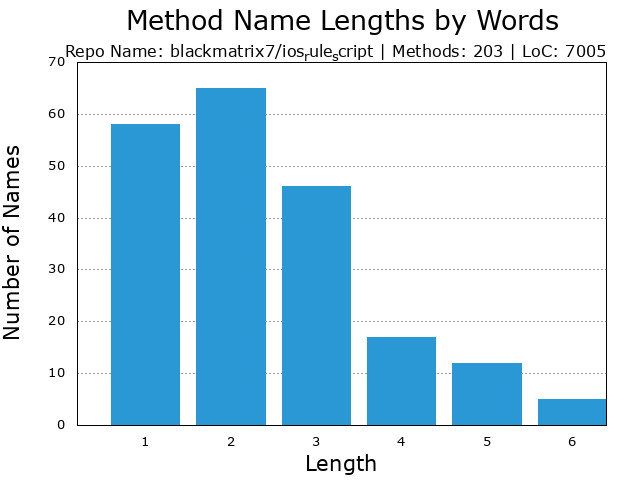 Method Name Lengths by Words
Repo Name: blackmatrix7/ios_rule_script | Methods: 203 | LoC: 7005
Number of Names
70
60
50
40
30
20
10
0
1 2 3 4 5 6
Length